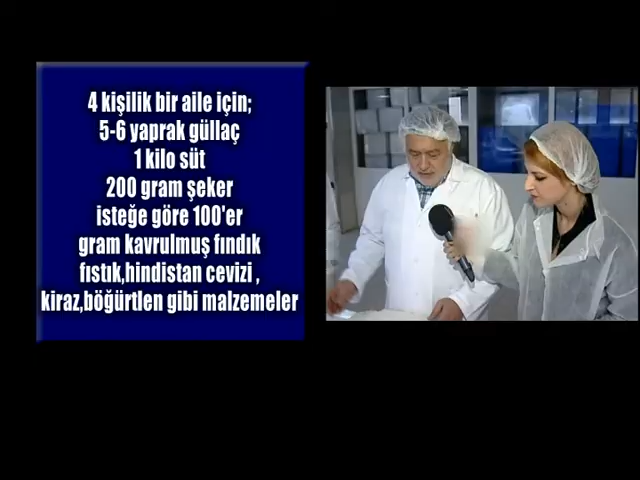 4 kişilik bir aile için;
5-6 yaprak güllaç
1 kilo süt
200 gram şeker
isteğe göre 100'er
gram kavrulmuş fındık
fıstık,hindistan cevizi ,
kiraz,böğürtlen gibi malzemeler